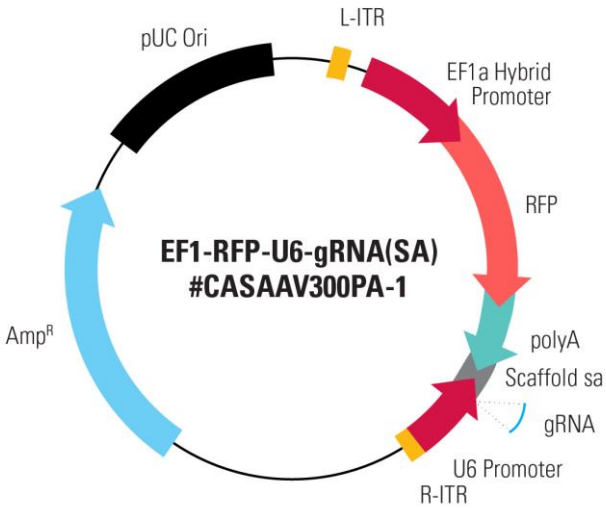 L-ITR
pUC Ori
EF1a Hybrid
Promoter
RFP
EF1-RFP-U6-gRNA(SA)
#CASAAV300PA-1
Amp^R
polyA
Scaffold sa
gRNA
U6 Promoter
R-ITR